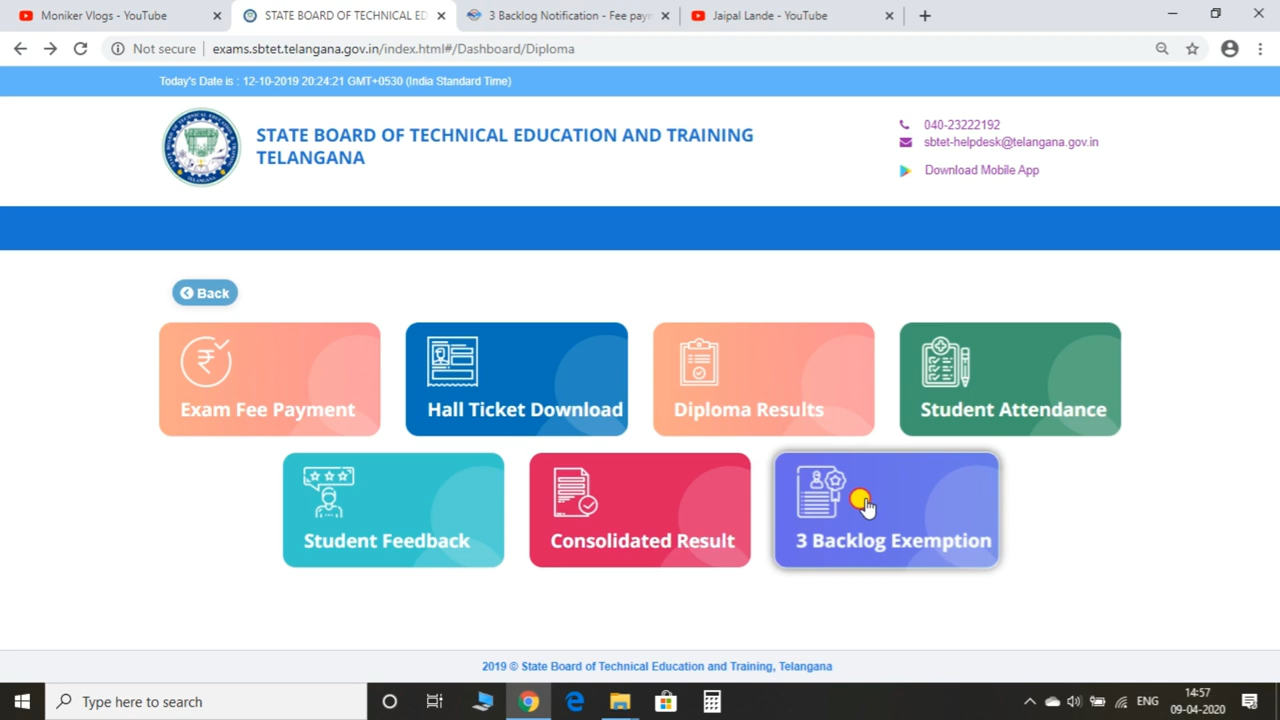 Moniker Vlogs - YouTube
STATE BOARD OF TECHNICAL ED
3 Backlog Notification - Fee payn
Jaipal Lande - YouTube
Not secure
exams.sbtet.telangana.gov.in/index.html#/Dashboard/Diploma
Today's Date is : 12-10-2019 20:24:21 GMT+0530 (India Standard Time)
STATE BOARD OF TECHNICAL EDUCATION AND TRAINING
TELANGANA
040-23222192
sbtet-helpdesk@telangana.gov.in
Download Mobile App
Back
Exam Fee Payment
Hall Ticket Download
Diploma Results
Student Attendance
Student Feedback
Consolidated Result
3 Backlog Exemption
2019 © State Board of Technical Education and Training, Telangana
Type here to search
ENG
14:57
09-04-2020